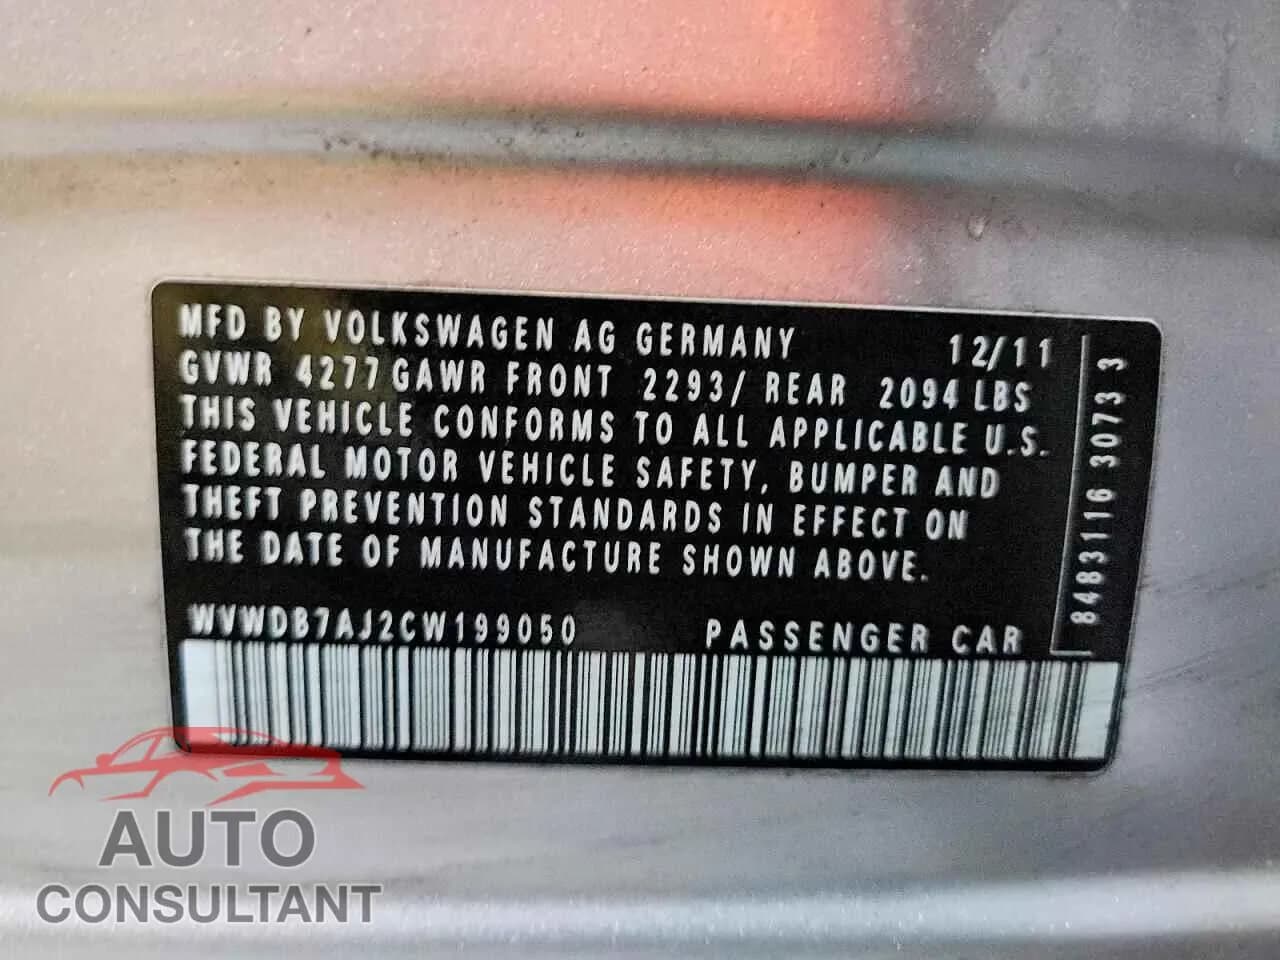 MFD BY VOLKSWAGEN AG GERMANY 12/11
GVWR 4277 GAWR FRONT 2293/ REAR 2094 LBS
THIS VEHICLE CONFORMS TO ALL APPLICABLE U.S.
FEDERAL MOTOR VEHICLE SAFETY, BUMPER AND
THEFT PREVENTION STANDARDS IN EFFECT ON
THE DATE OF MANUFACTURE SHOWN ABOVE.
WVWDB7AJ2CW199050 PASSENGER CAR
8483116 3073 3
AUTO
CONSULTANT